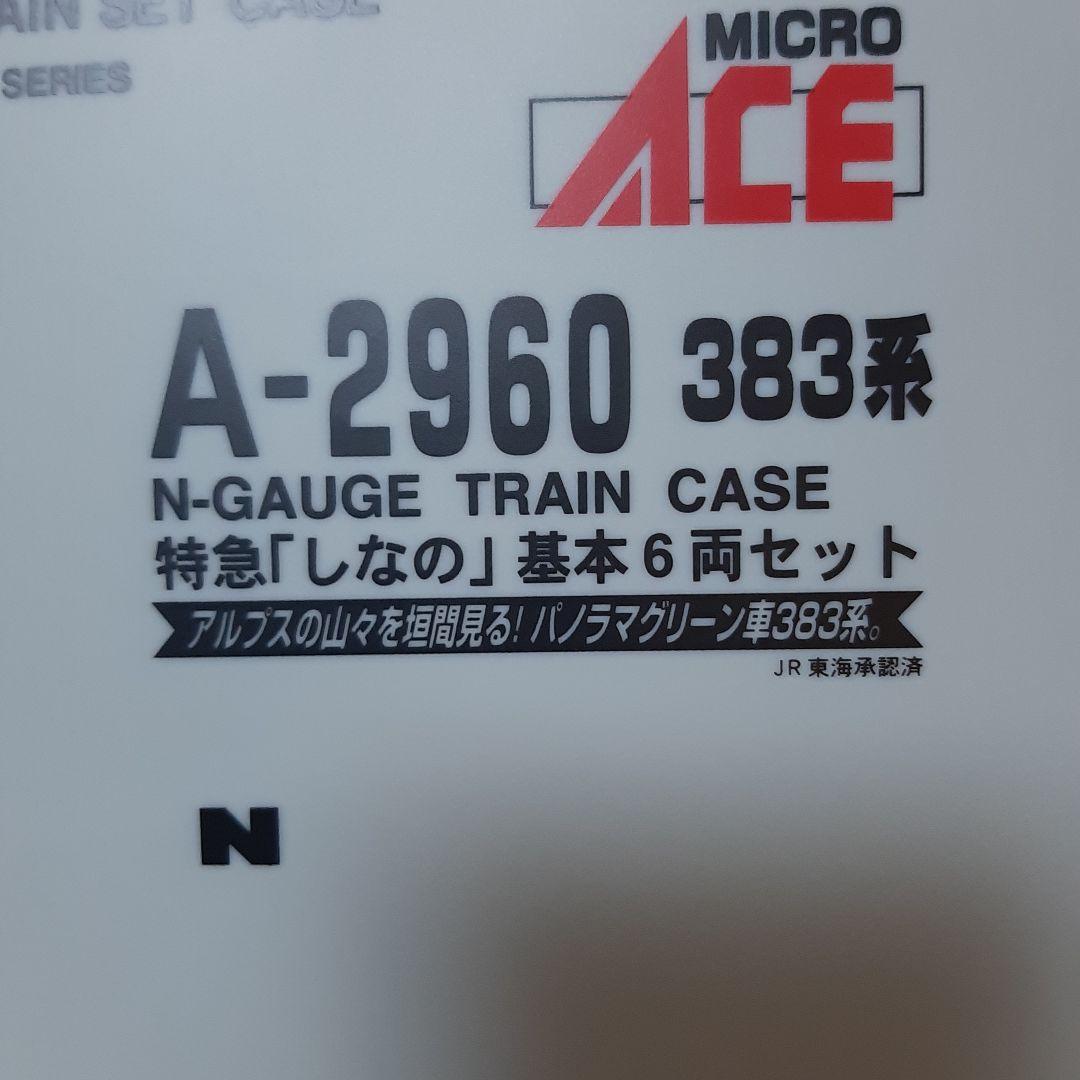 AIN SET CASE
SERIES
MICRO
ACE
A-2960 383系
N-GAUGE TRAIN CASE
特急「しなの」基本6両セット
アルプスの山々を垣間見る!パノラマグリーン車383系。
JR東海承認済
N